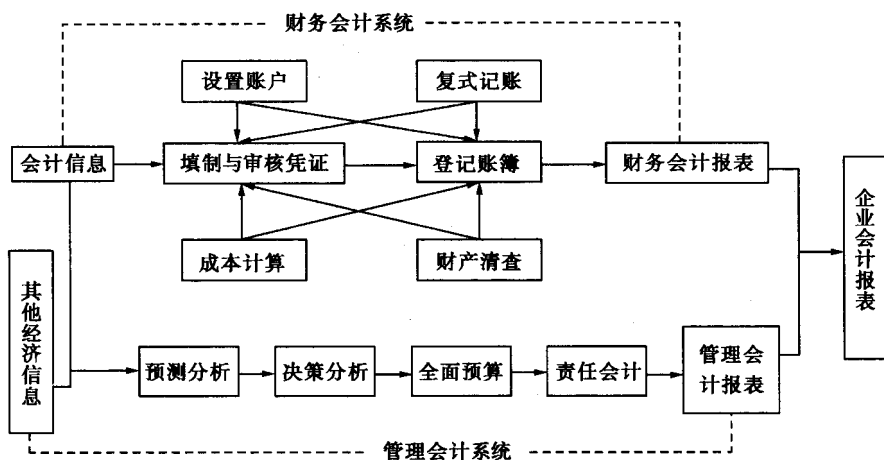 财务会计系统
设置账户
复式记账
会计信息
填制与审核凭证
登记账簿
财务会计报表
成本计算
财产清查
企业会计报表
其他经济信息
预测分析
决策分析
全面预算
责任会计
管理会
计报表
管理会计系统